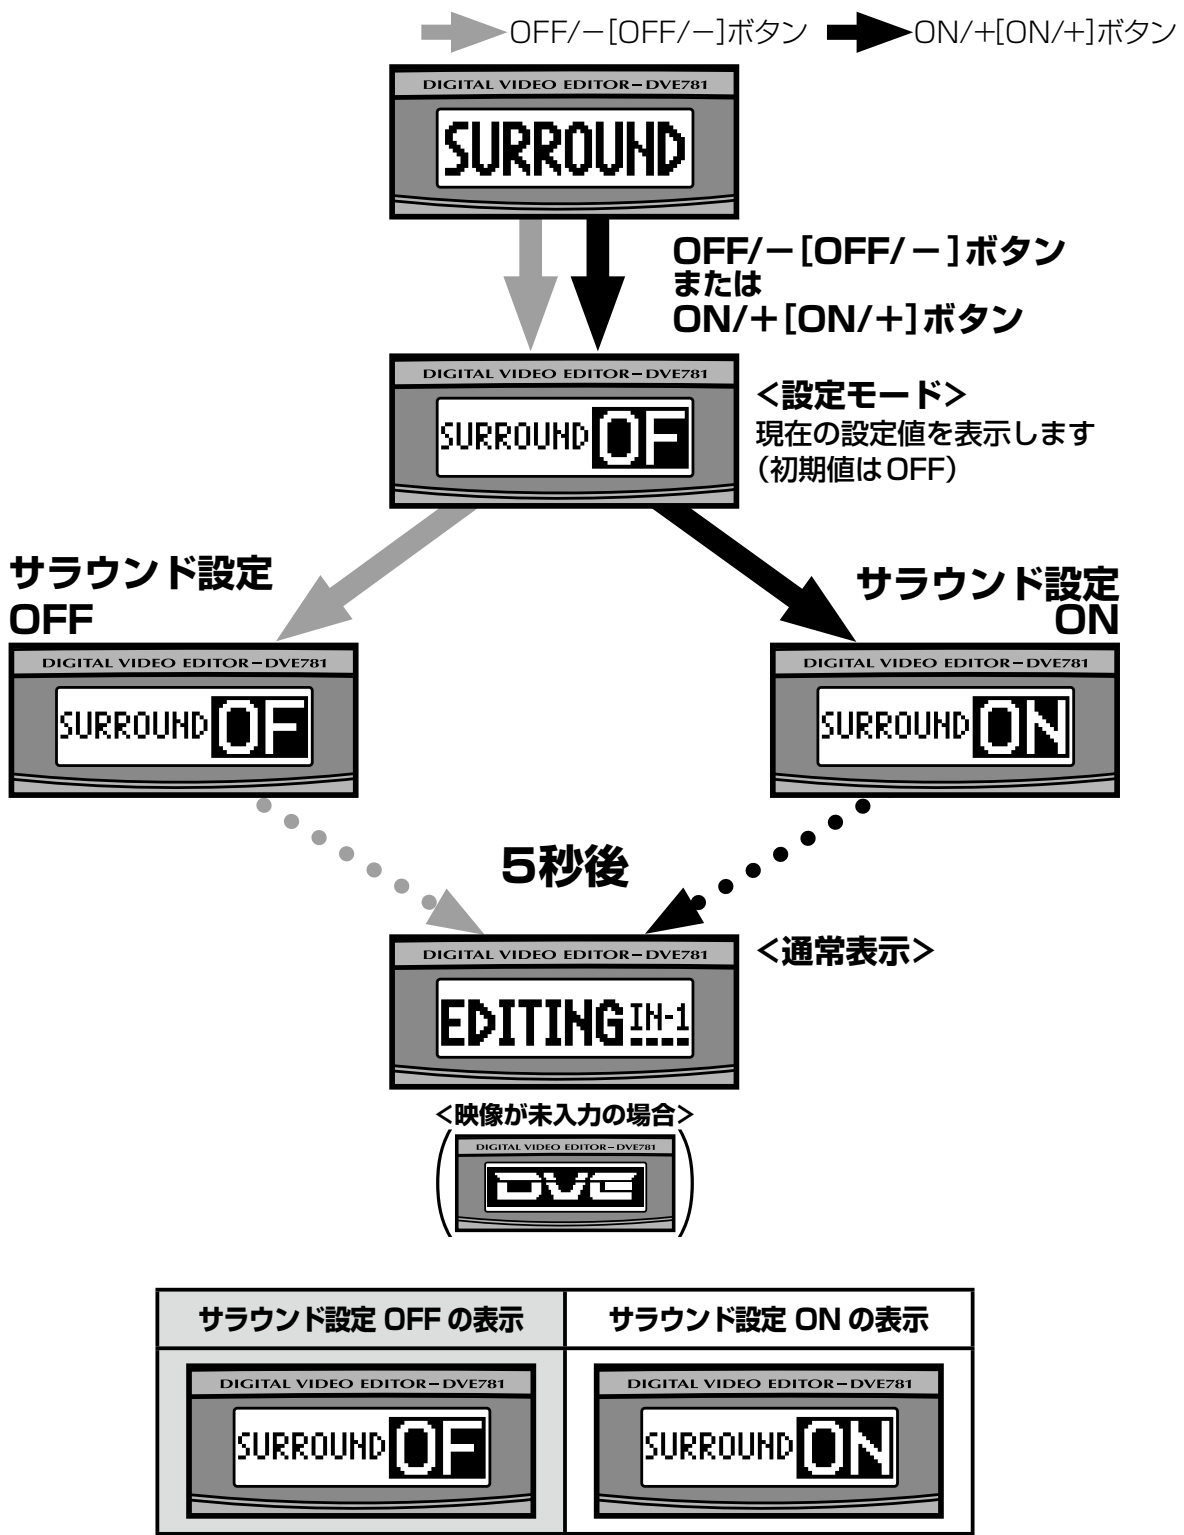 OFF/－[OFF/－]ボタン ON/+[ON/+]ボタン
DIGITAL VIDEO EDITOR－DVE781
SURROUND
OFF/－[OFF/－]ボタン
または
ON/＋[ON/＋]ボタン
DIGITAL VIDEO EDITOR－DVE781
SURROUND OF
＜設定モード＞
現在の設定値を表示します
（初期値はOFF）
サラウンド設定
OFF
サラウンド設定
ON
DIGITAL VIDEO EDITOR－DVE781
SURROUND OF
DIGITAL VIDEO EDITOR－DVE781
SURROUND ON
5秒後
DIGITAL VIDEO EDITOR－DVE781
EDITING IN-1
＜通常表示＞
＜映像が未入力の場合＞
DIGITAL VIDEO EDITOR－DVE781
DVE
サラウンド設定 OFF の表示
サラウンド設定 ON の表示
DIGITAL VIDEO EDITOR－DVE781
SURROUND OF
DIGITAL VIDEO EDITOR－DVE781
SURROUND ON